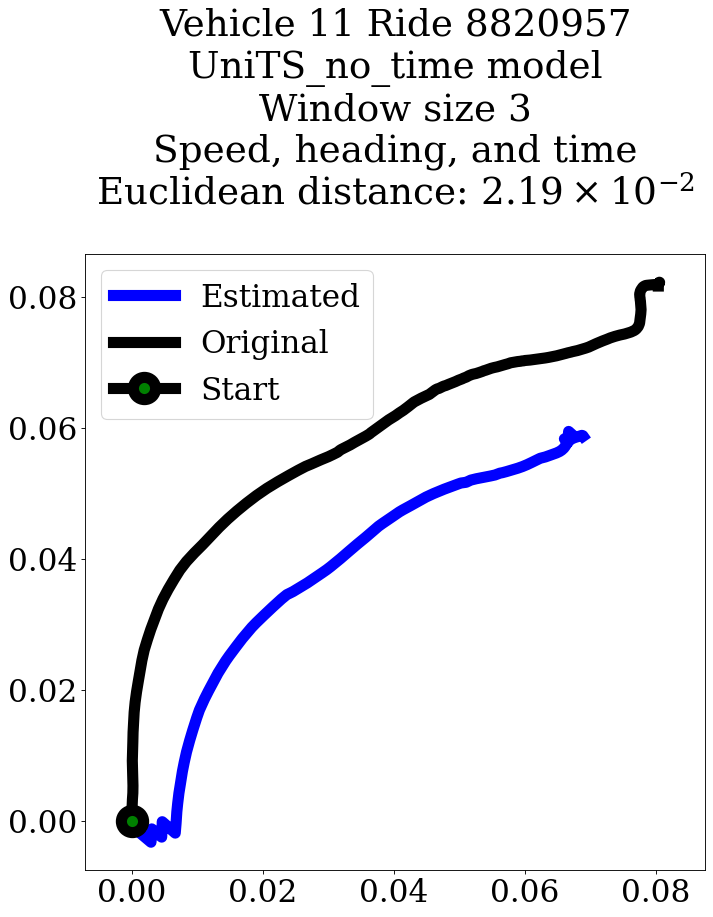 Vehicle 11 Ride 8820957
UniTS_no_time model
Window size 3
Speed, heading, and time
Euclidean distance: 2.19 × 10⁻²
Estimated
Original
Start
0.08
0.06
0.04
0.02
0.00
0.00 0.02 0.04 0.06 0.08